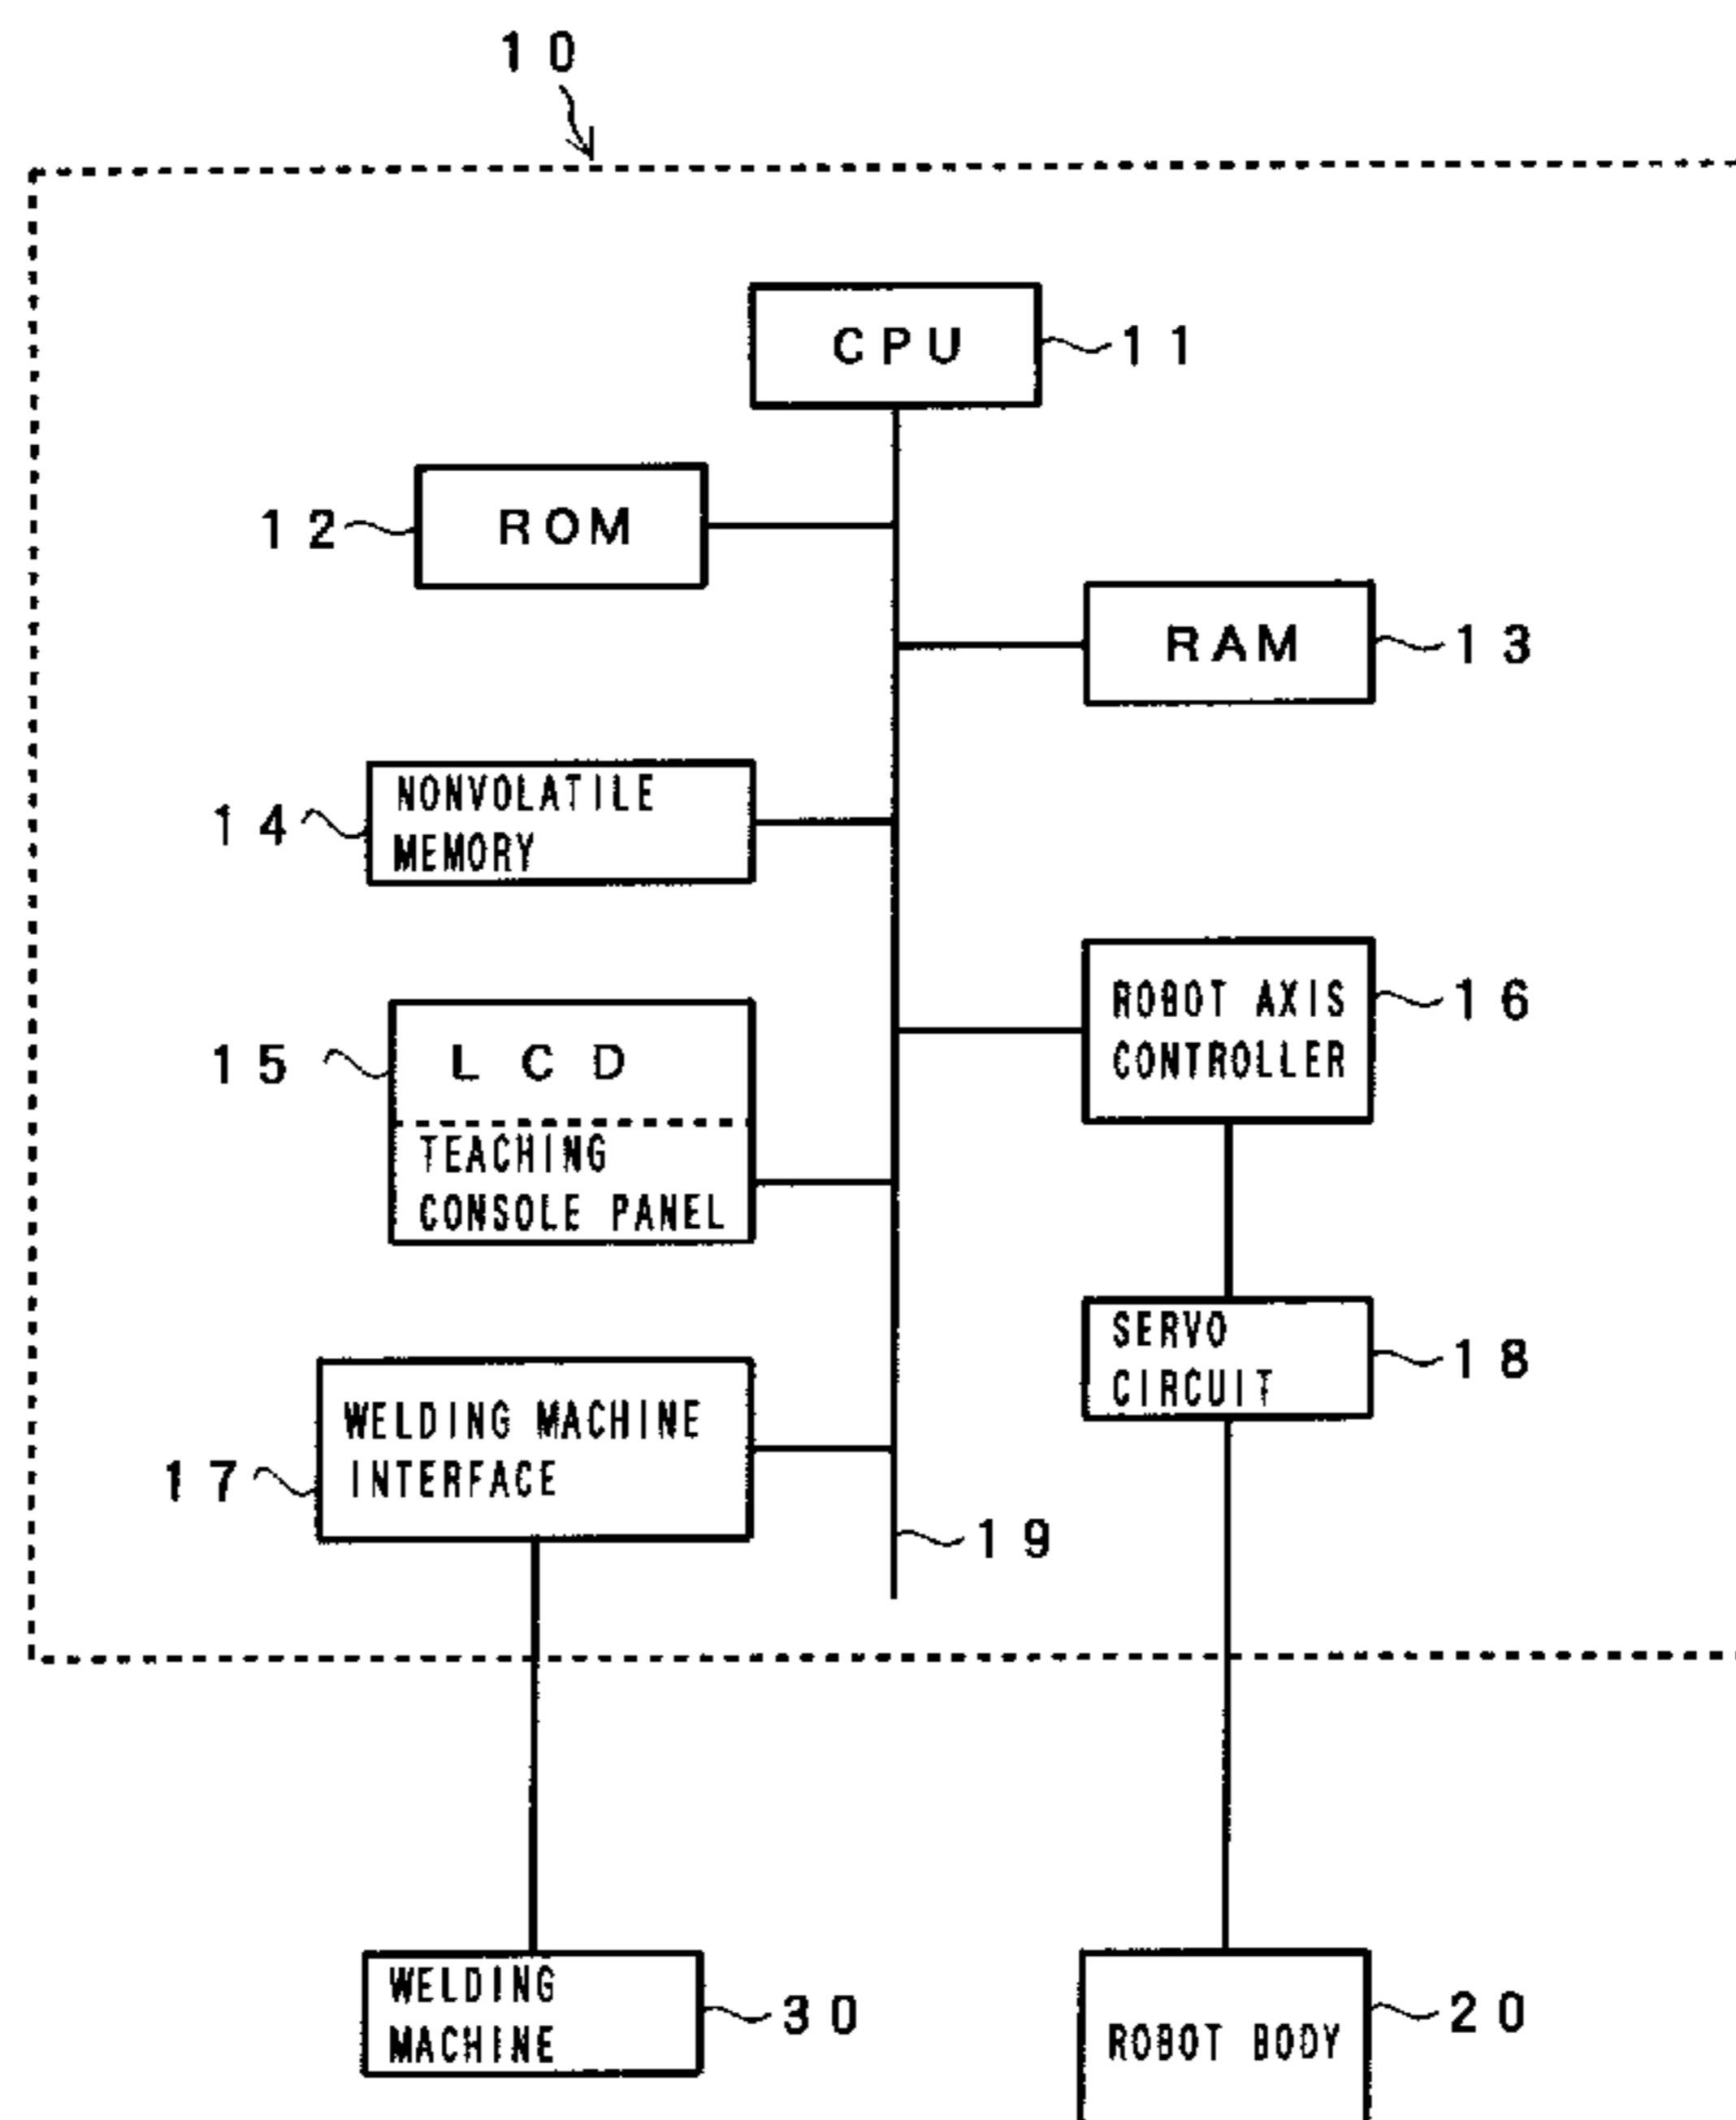 10
CPU
11
12
ROM
RAM
13
14
NONVOLATILE
MEMORY
15
LCD
TEACHING
CONSOLE PANEL
ROBOT AXIS
CONTROLLER
16
17
WELDING MACHINE
INTERFACE
SERVO
CIRCUIT
18
19
WELDING
MACHINE
30
ROBOT BODY
20